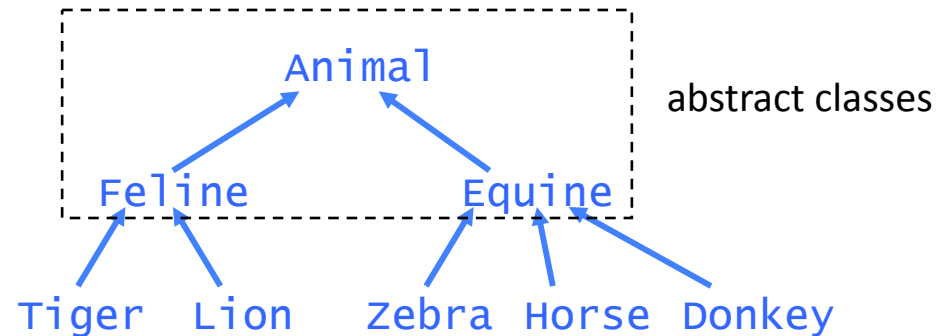 Animal
abstract classes
Feline Equine
Tiger Lion Zebra Horse Donkey